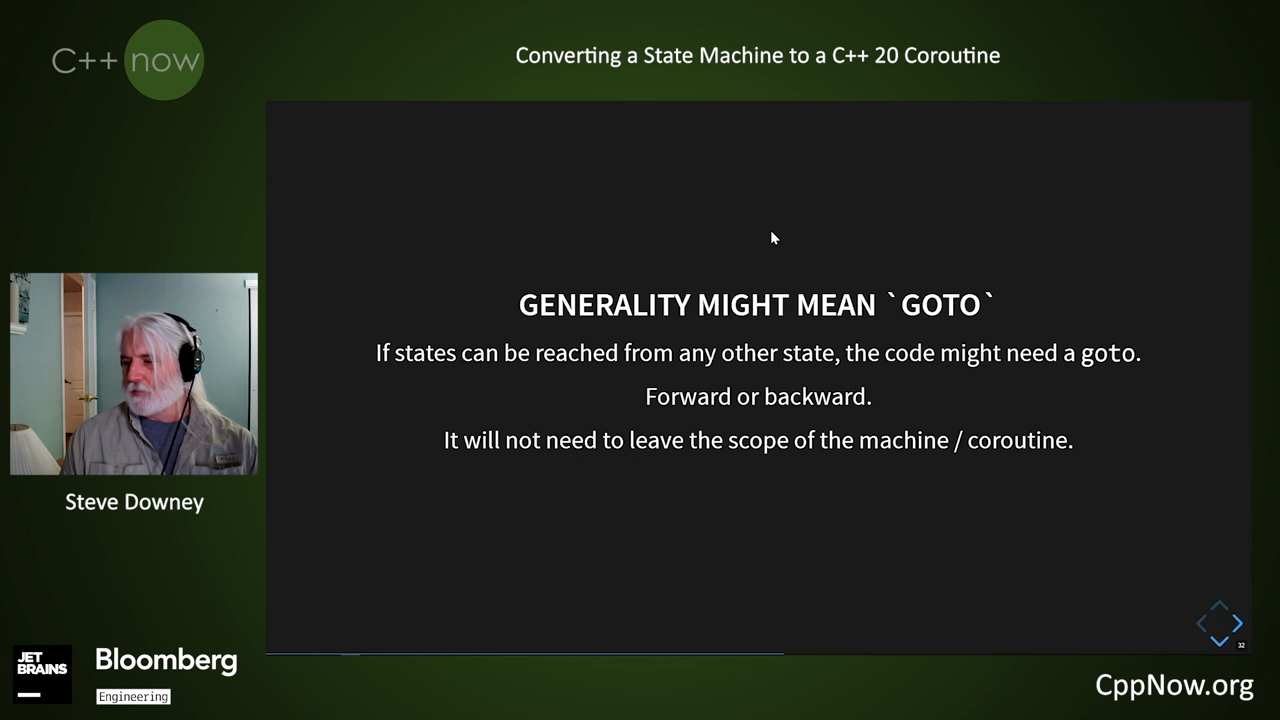 C++ now
Converting a State Machine to a C++ 20 Coroutine
GENERALITY MIGHT MEAN `GOTO`
If states can be reached from any other state, the code might need a goto.
Forward or backward.
It will not need to leave the scope of the machine / coroutine.
Steve Downey
32
JET
BRAINS
Bloomberg
Engineering
CppNow.org